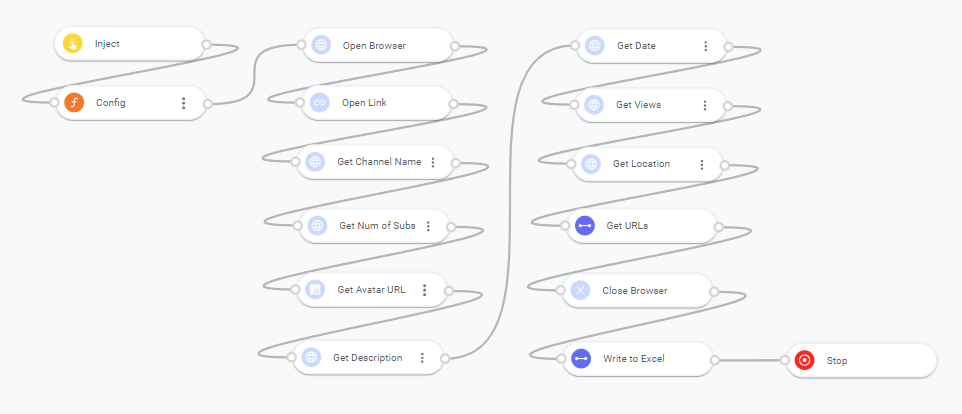 Inject
Config
Open Browser
Open Link
Get Channel Name
Get Num of Subs
Get Avatar URL
Get Description
Get Date
Get Views
Get Location
Get URLs
Close Browser
Write to Excel
Stop